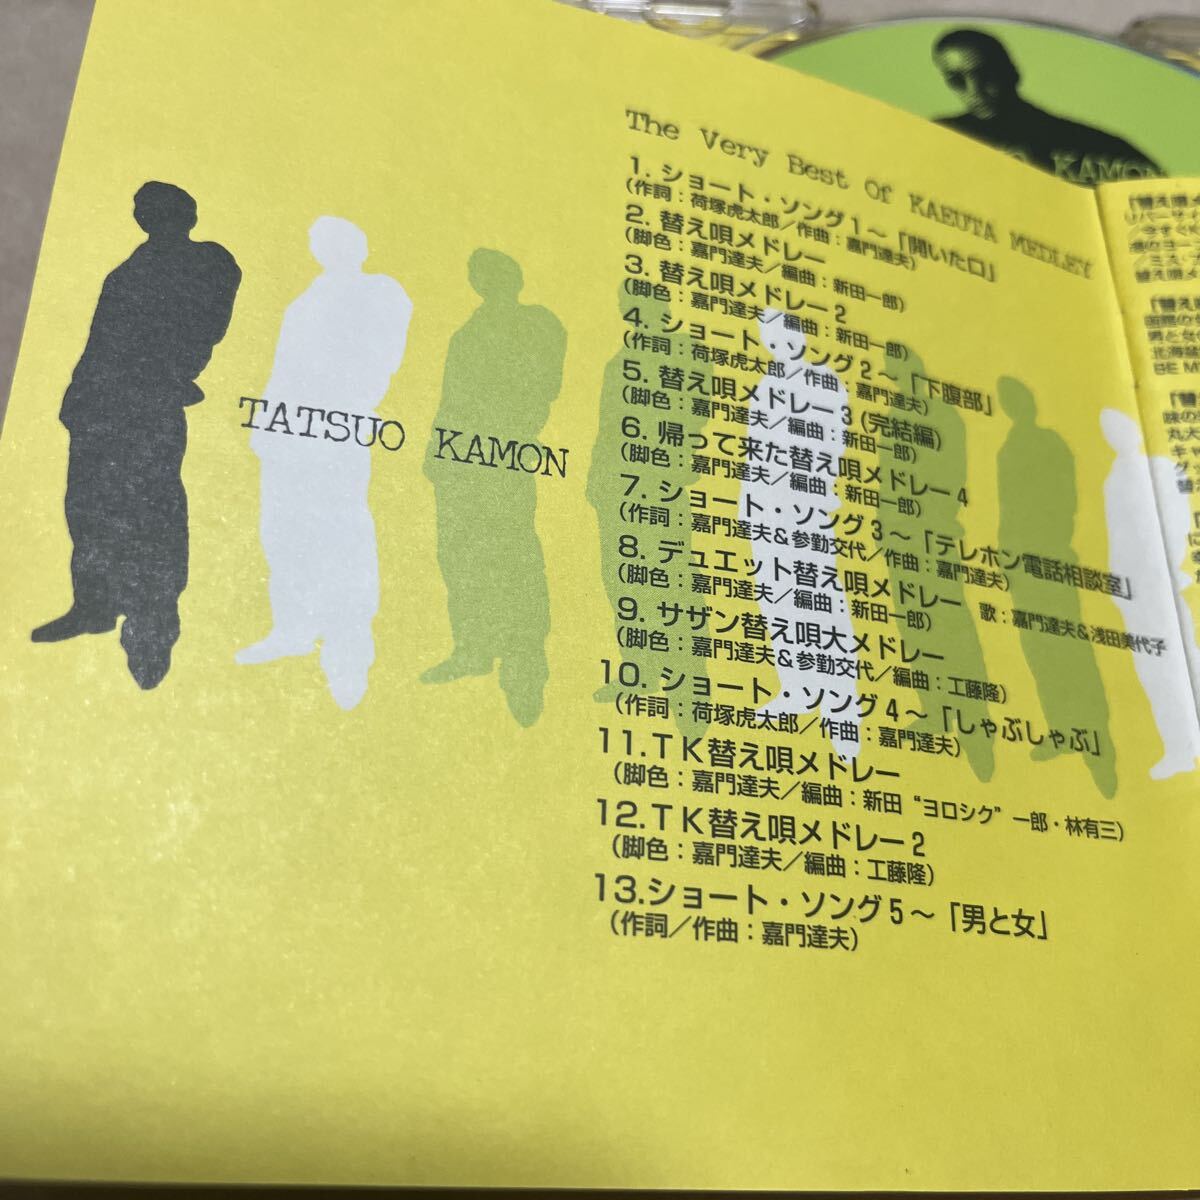 TATSUO KAMON
The Very Best Of KAEUTA MEDLEY
1. ショート・ソング1～「開いた口」
(作詞：荷塚虎太郎／作曲：嘉門達夫)
2. 替え唄メドレー
(脚色：嘉門達夫／編曲：新田一郎)
3. 替え唄メドレー2
(脚色：嘉門達夫／編曲：新田一郎)
4. ショート・ソング2～「下腹部」
(作詞：荷塚虎太郎／作曲：嘉門達夫)
5. 替え唄メドレー3(完結編)
(脚色：嘉門達夫／編曲：新田一郎)
6. 帰って来た替え唄メドレー4
(脚色：嘉門達夫／編曲：新田一郎)
7. ショート・ソング3～「テレホン電話相談室」
(作詞：嘉門達夫＆参勤交代／作曲：嘉門達夫)
8. デュエット替え唄メドレー 歌：嘉門達夫＆浅田美代子
(脚色：嘉門達夫／編曲：新田一郎)
9. サザン替え唄大メドレー
(脚色：嘉門達夫＆参勤交代／編曲：工藤隆)
10. ショート・ソング4～「しゃぶしゃぶ」
(作詞：荷塚虎太郎／作曲：嘉門達夫)
11.TK替え唄メドレー
(脚色：嘉門達夫／編曲：新田“ヨロシク”一郎・林有三)
12.TK替え唄メドレー2
(脚色：嘉門達夫／編曲：工藤隆)
13.ショート・ソング5～「男と女」
(作詞／作曲：嘉門達夫)
KAMON
BE M